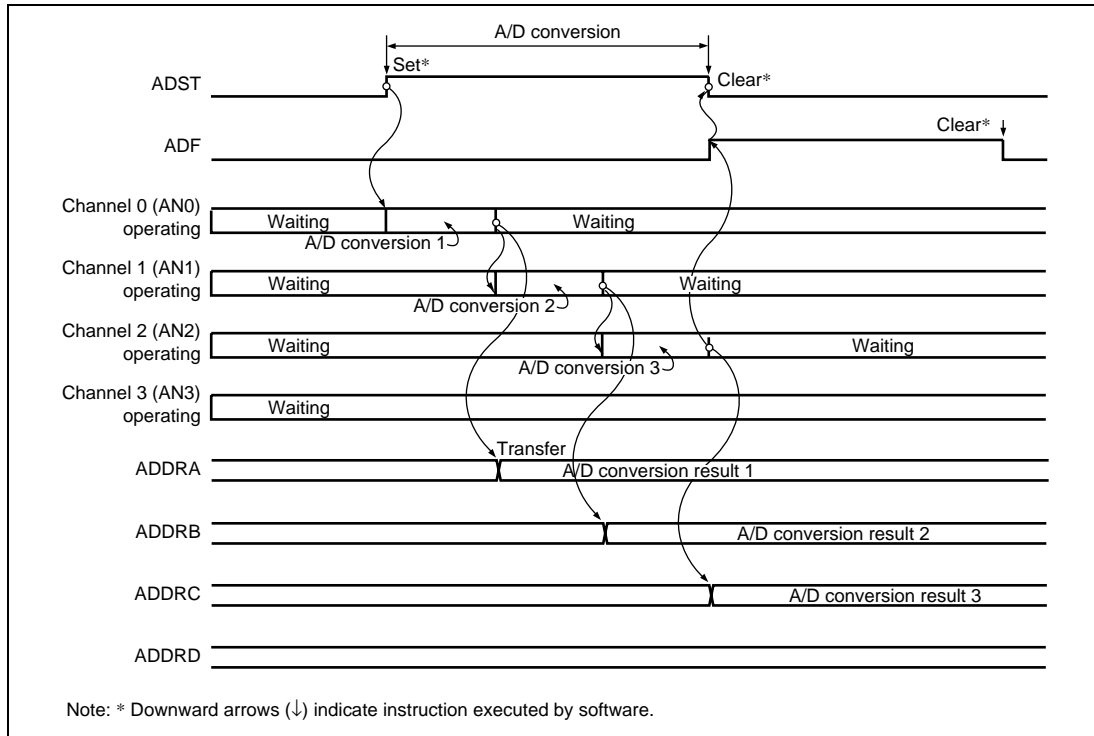 A/D conversion
Set*
Clear*
ADST
Clear*
ADF
Channel 0 (AN0)
operating
Waiting
A/D conversion 1
Waiting
Channel 1 (AN1)
operating
Waiting
A/D conversion 2
Waiting
Channel 2 (AN2)
operating
Waiting
A/D conversion 3
Waiting
Channel 3 (AN3)
operating
Waiting
Transfer
ADDRA
A/D conversion result 1
ADDRB
A/D conversion result 2
ADDRC
A/D conversion result 3
ADDRD
Note: * Downward arrows (↓) indicate instruction executed by software.